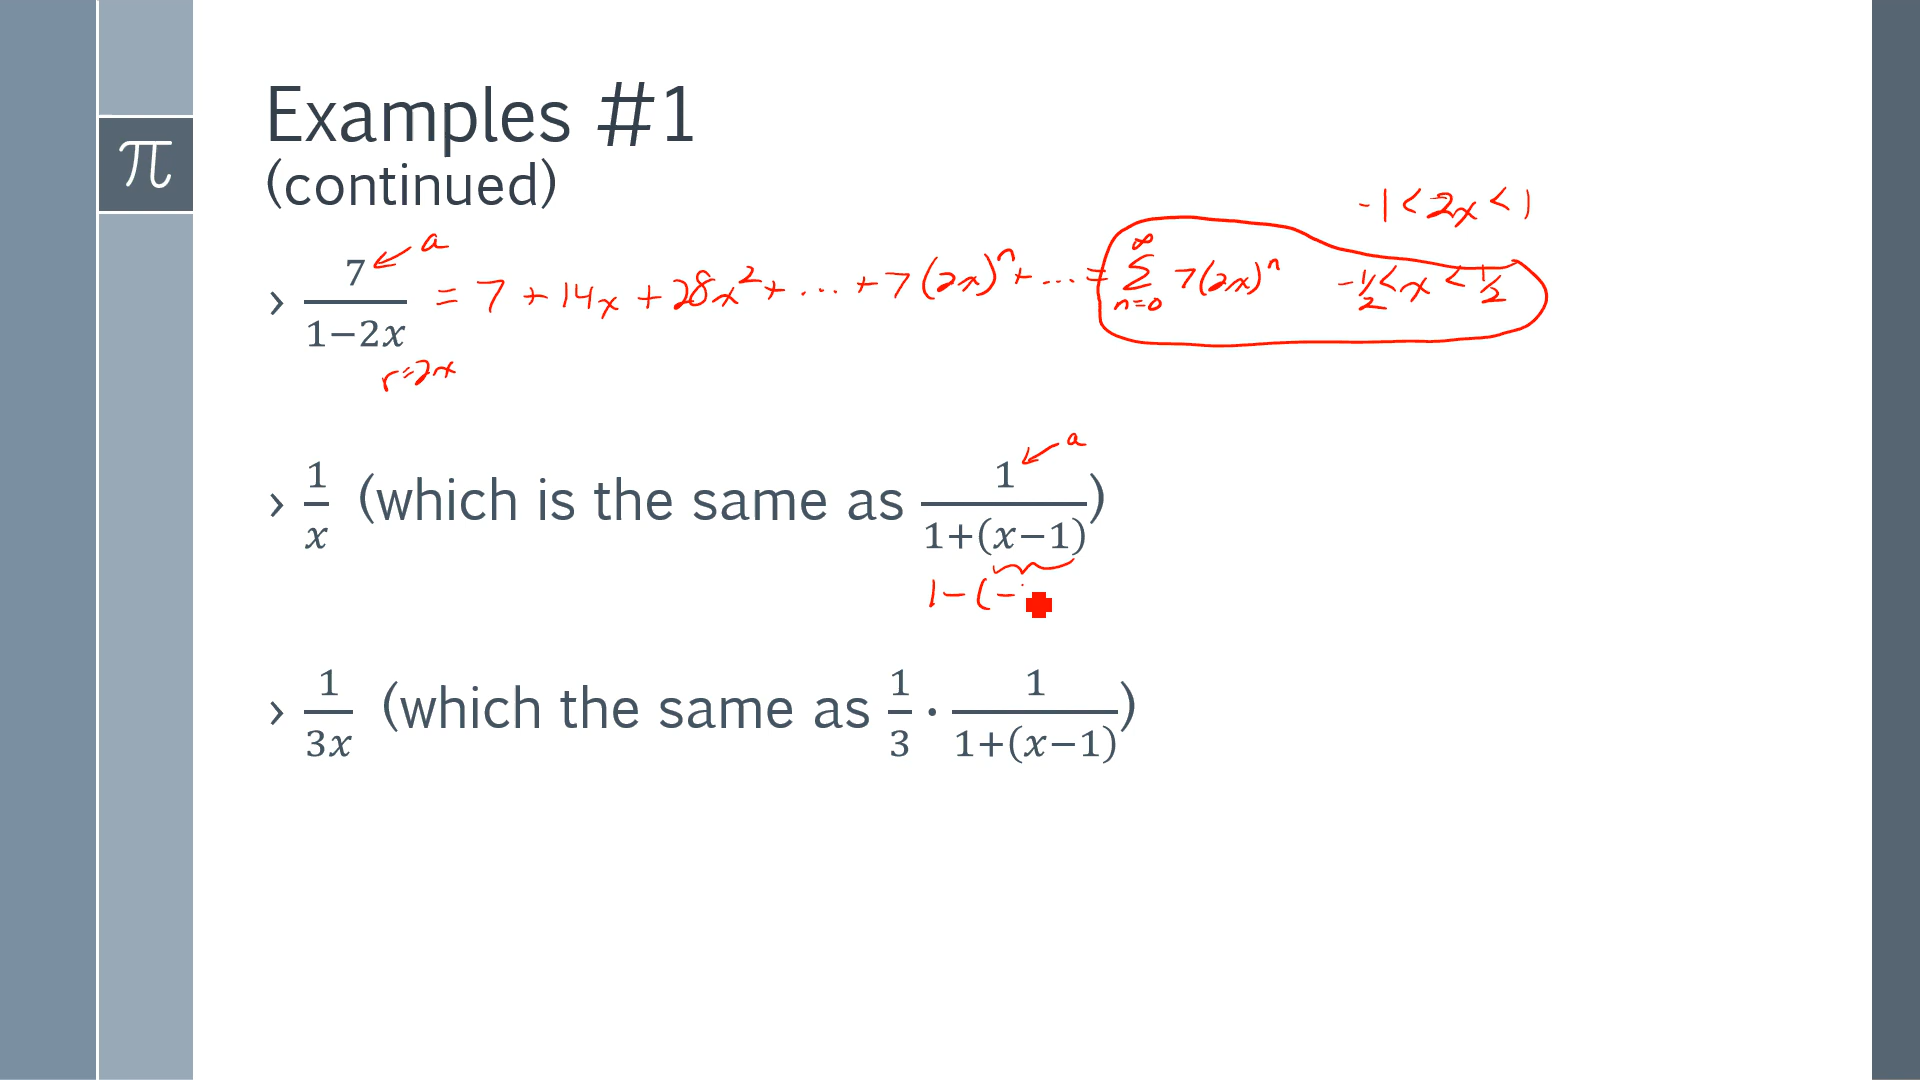 Examples #1
(continued)
π
-1 < 2x < 1
› 7/(1−2x) ← a = 7 + 14x + 28x² + ... + 7(2x)ⁿ + ... = ∑_{n=0}^{∞} 7(2x)ⁿ -1/2 < x < 1/2
r=2x
› 1/x (which is the same as 1/(1+(x−1))) ← a
1-(-
› 1/(3x) (which the same as 1/3 · 1/(1+(x−1)))